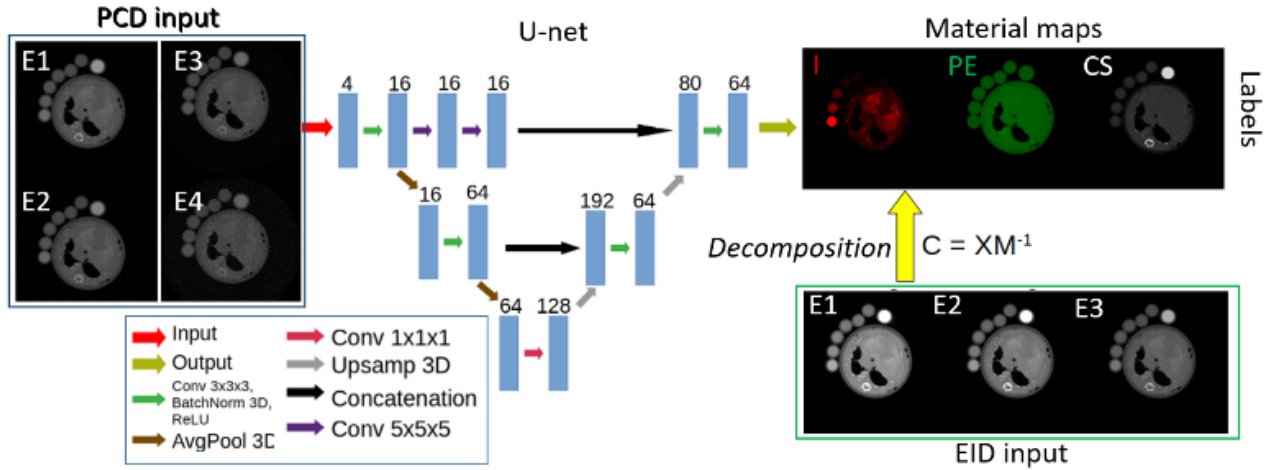 PCD input
U-net
Material maps
E1
E3
E2
E4
4
16
16
16
80
64
16
64
192
64
64
128
I
PE
CS
Labels
Decomposition
C = XM⁻¹
E1
E2
E3
EID input
Input
Output
Conv 3x3x3,
BatchNorm 3D,
ReLU
AvgPool 3D
Conv 1x1x1
Upsamp 3D
Concatenation
Conv 5x5x5